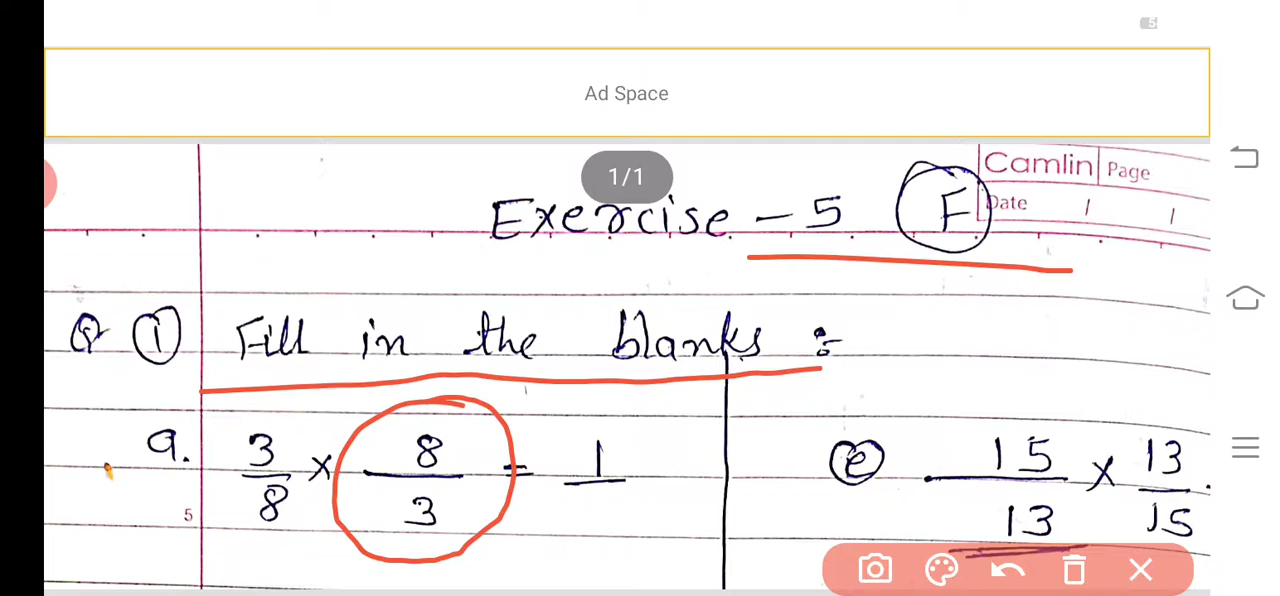 5
Ad Space
1/1
Camlin Page
Date / /
Exercise - 5 F
Q 1 Fill in the blanks :-
a. 3/8 × 8/3 = 1
e 15/13 × 13/15
5